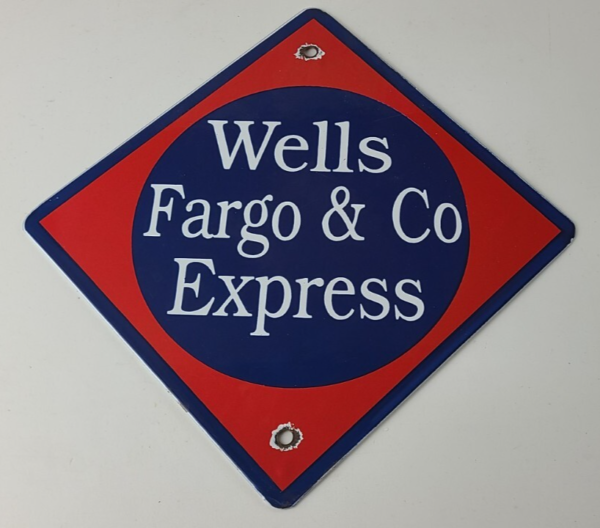 Wells
Fargo & Co
Express